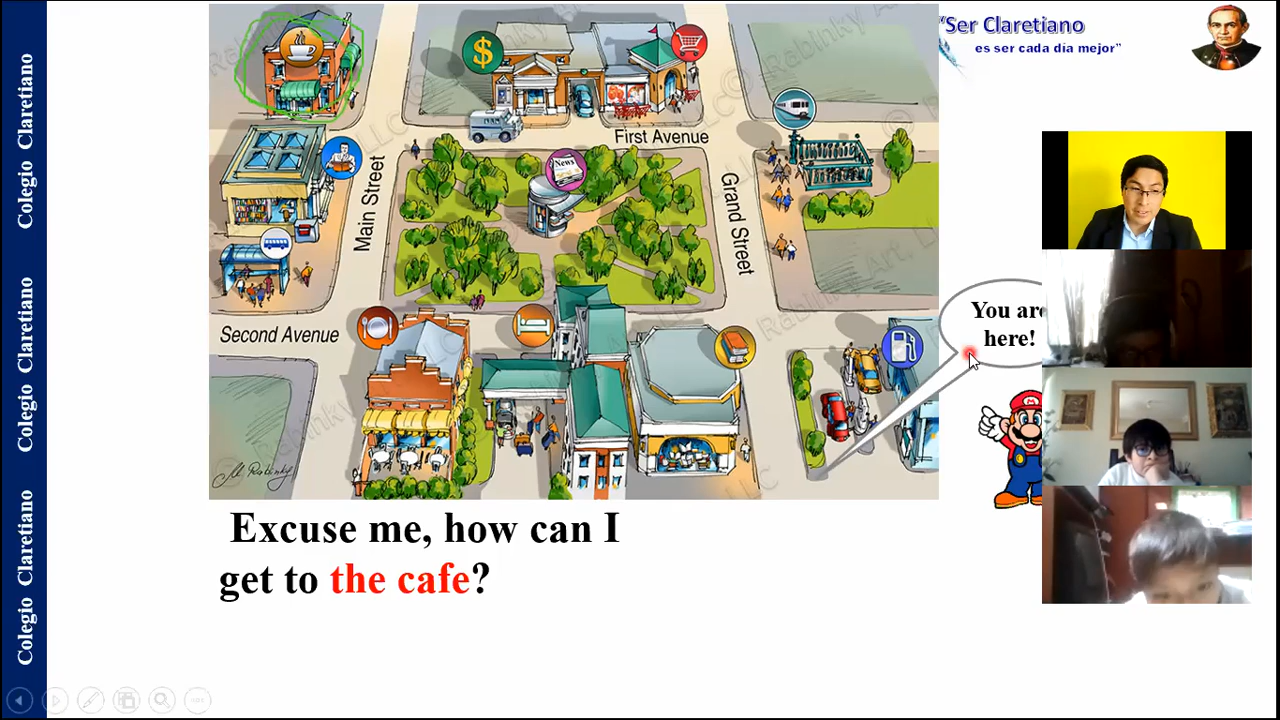 "Ser Claretiano
es ser cada día mejor"
Colegio Claretiano
Colegio Claretiano
Colegio Claretiano
$
News
First Avenue
Main Street
Grand Street
Second Avenue
You are
here!
M
Excuse me, how can I
get to the cafe?